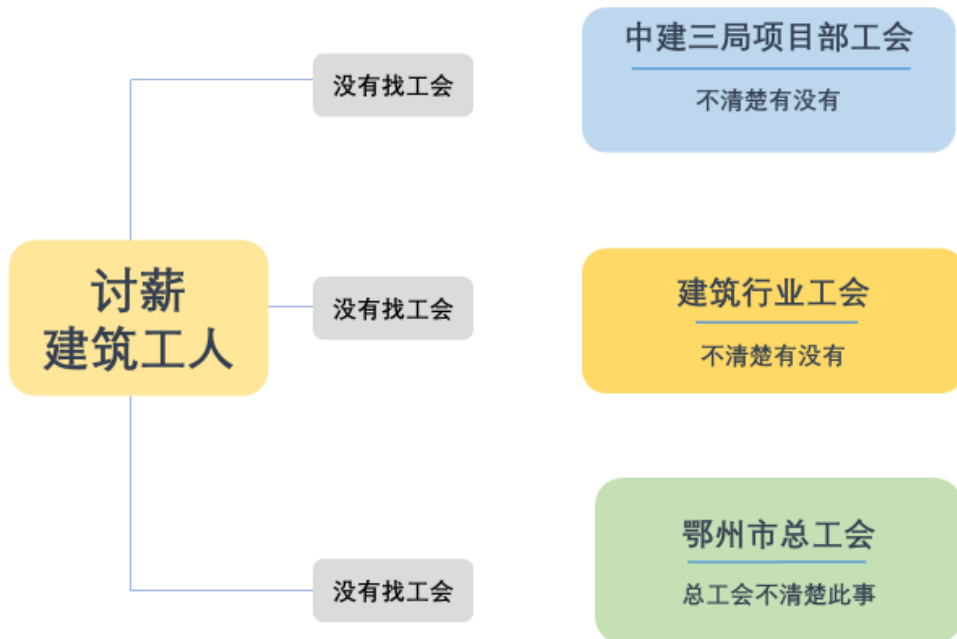 没有找工会
中建三局项目部工会
不清楚有没有
讨薪
建筑工人
没有找工会
建筑行业工会
不清楚有没有
没有找工会
鄂州市总工会
总工会不清楚此事